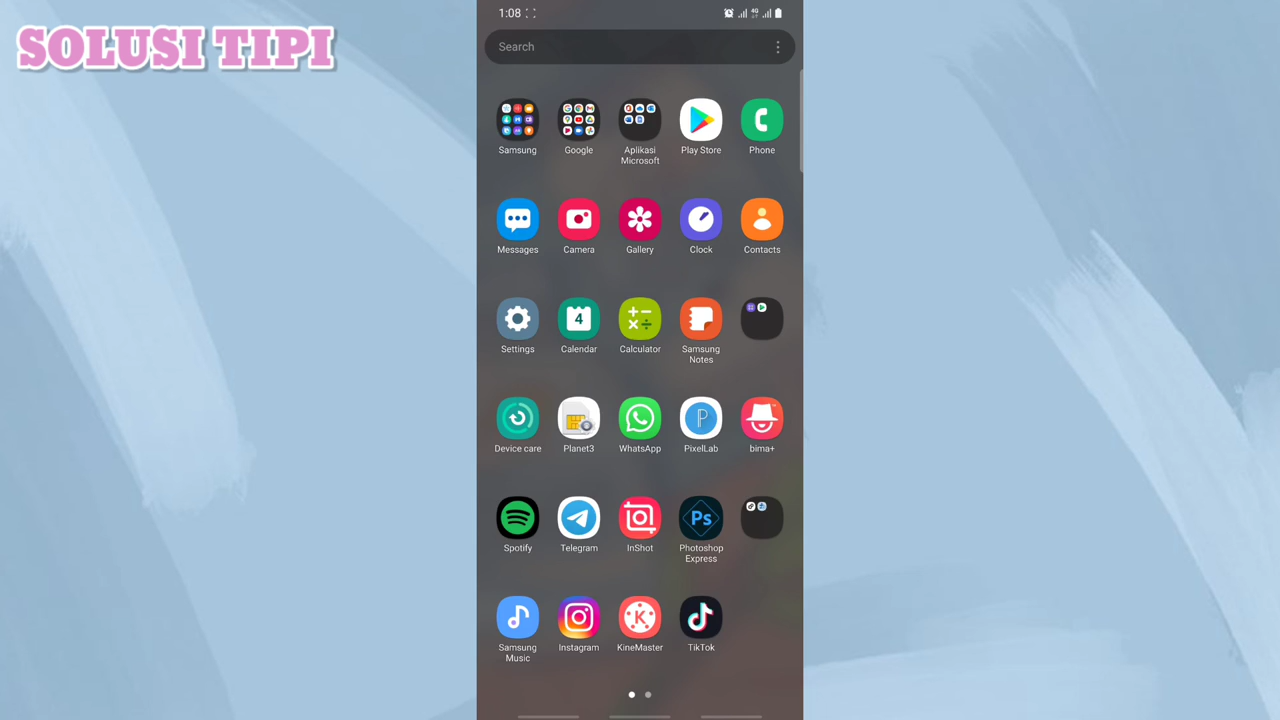 SOLUSI TIPI
1:08
4G
Search
Samsung
Google
Aplikasi
Microsoft
Play Store
Phone
Messages
Camera
Gallery
Clock
Contacts
4
Settings
Calendar
Calculator
Samsung
Notes
Device care
Planet3
WhatsApp
P
PixelLab
bima+
Ps
Spotify
Telegram
InShot
Photoshop
Express
K
Samsung
Music
Instagram
KineMaster
TikTok